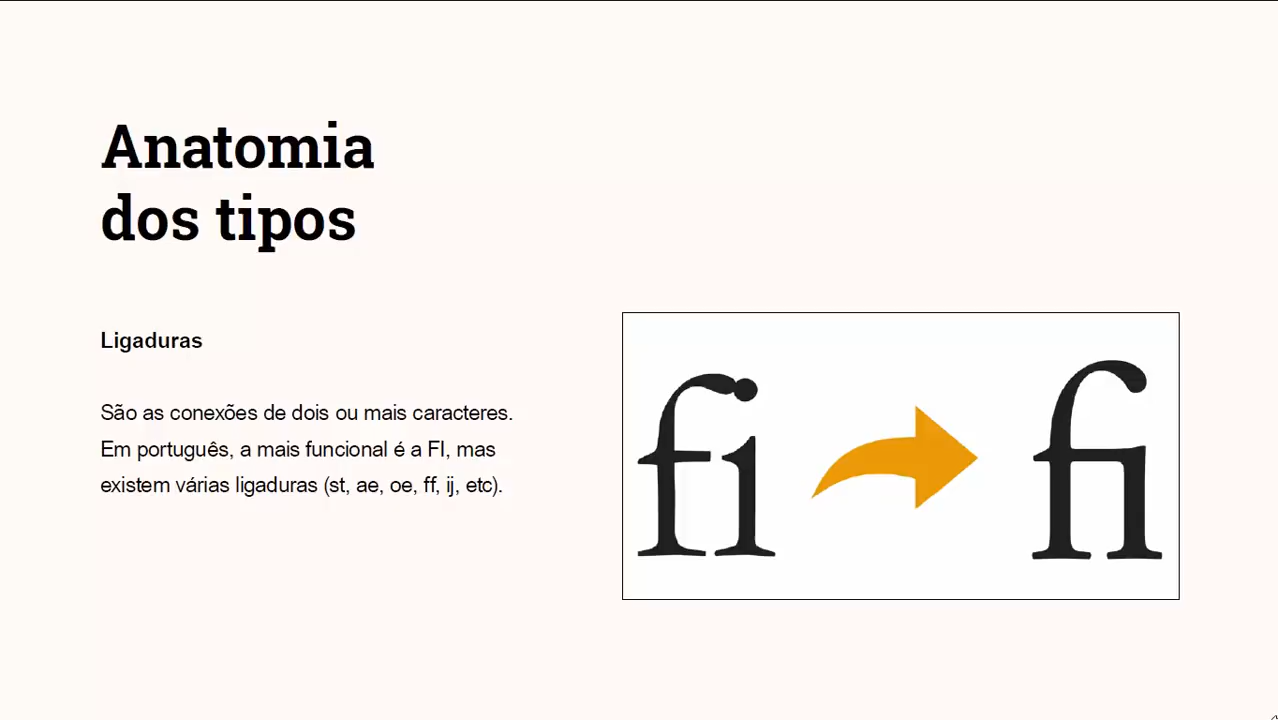 Anatomia
dos tipos
Ligaduras
São as conexões de dois ou mais caracteres.
Em português, a mais funcional é a FI, mas
existem várias ligaduras (st, ae, oe, ff, ij, etc).
fi ﬁ